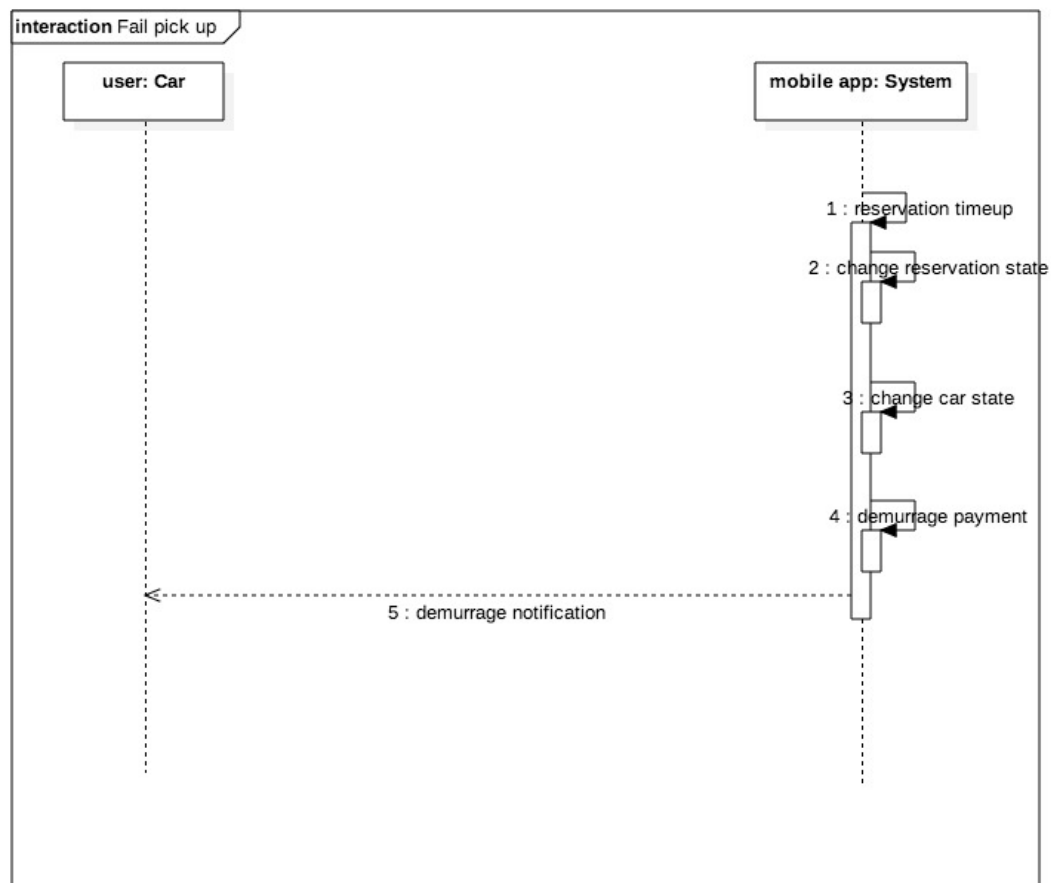 interaction Fail pick up
user: Car
mobile app: System
1 : reservation timeup
2 : change reservation state
3 : change car state
4 : demurrage payment
5 : demurrage notification